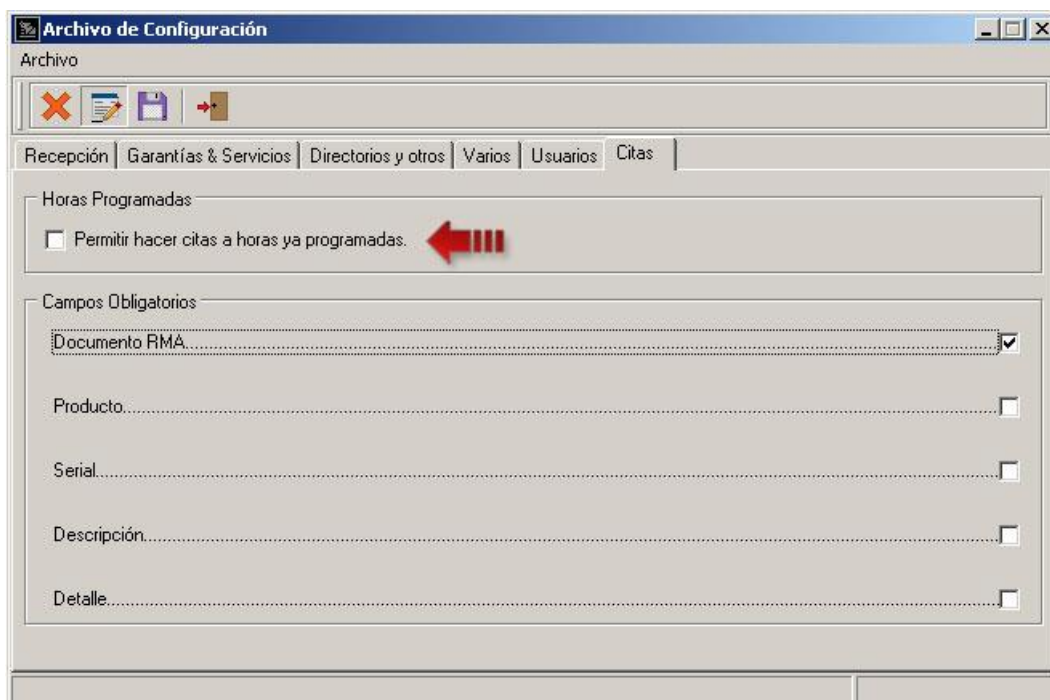 Archivo de Configuración
Archivo
Recepción Garantías & Servicios Directorios y otros Varios Usuarios Citas
Horas Programadas
Permitir hacer citas a horas ya programadas.
Campos Obligatorios
Documento RMA
Producto
Serial
Descripción
Detalle